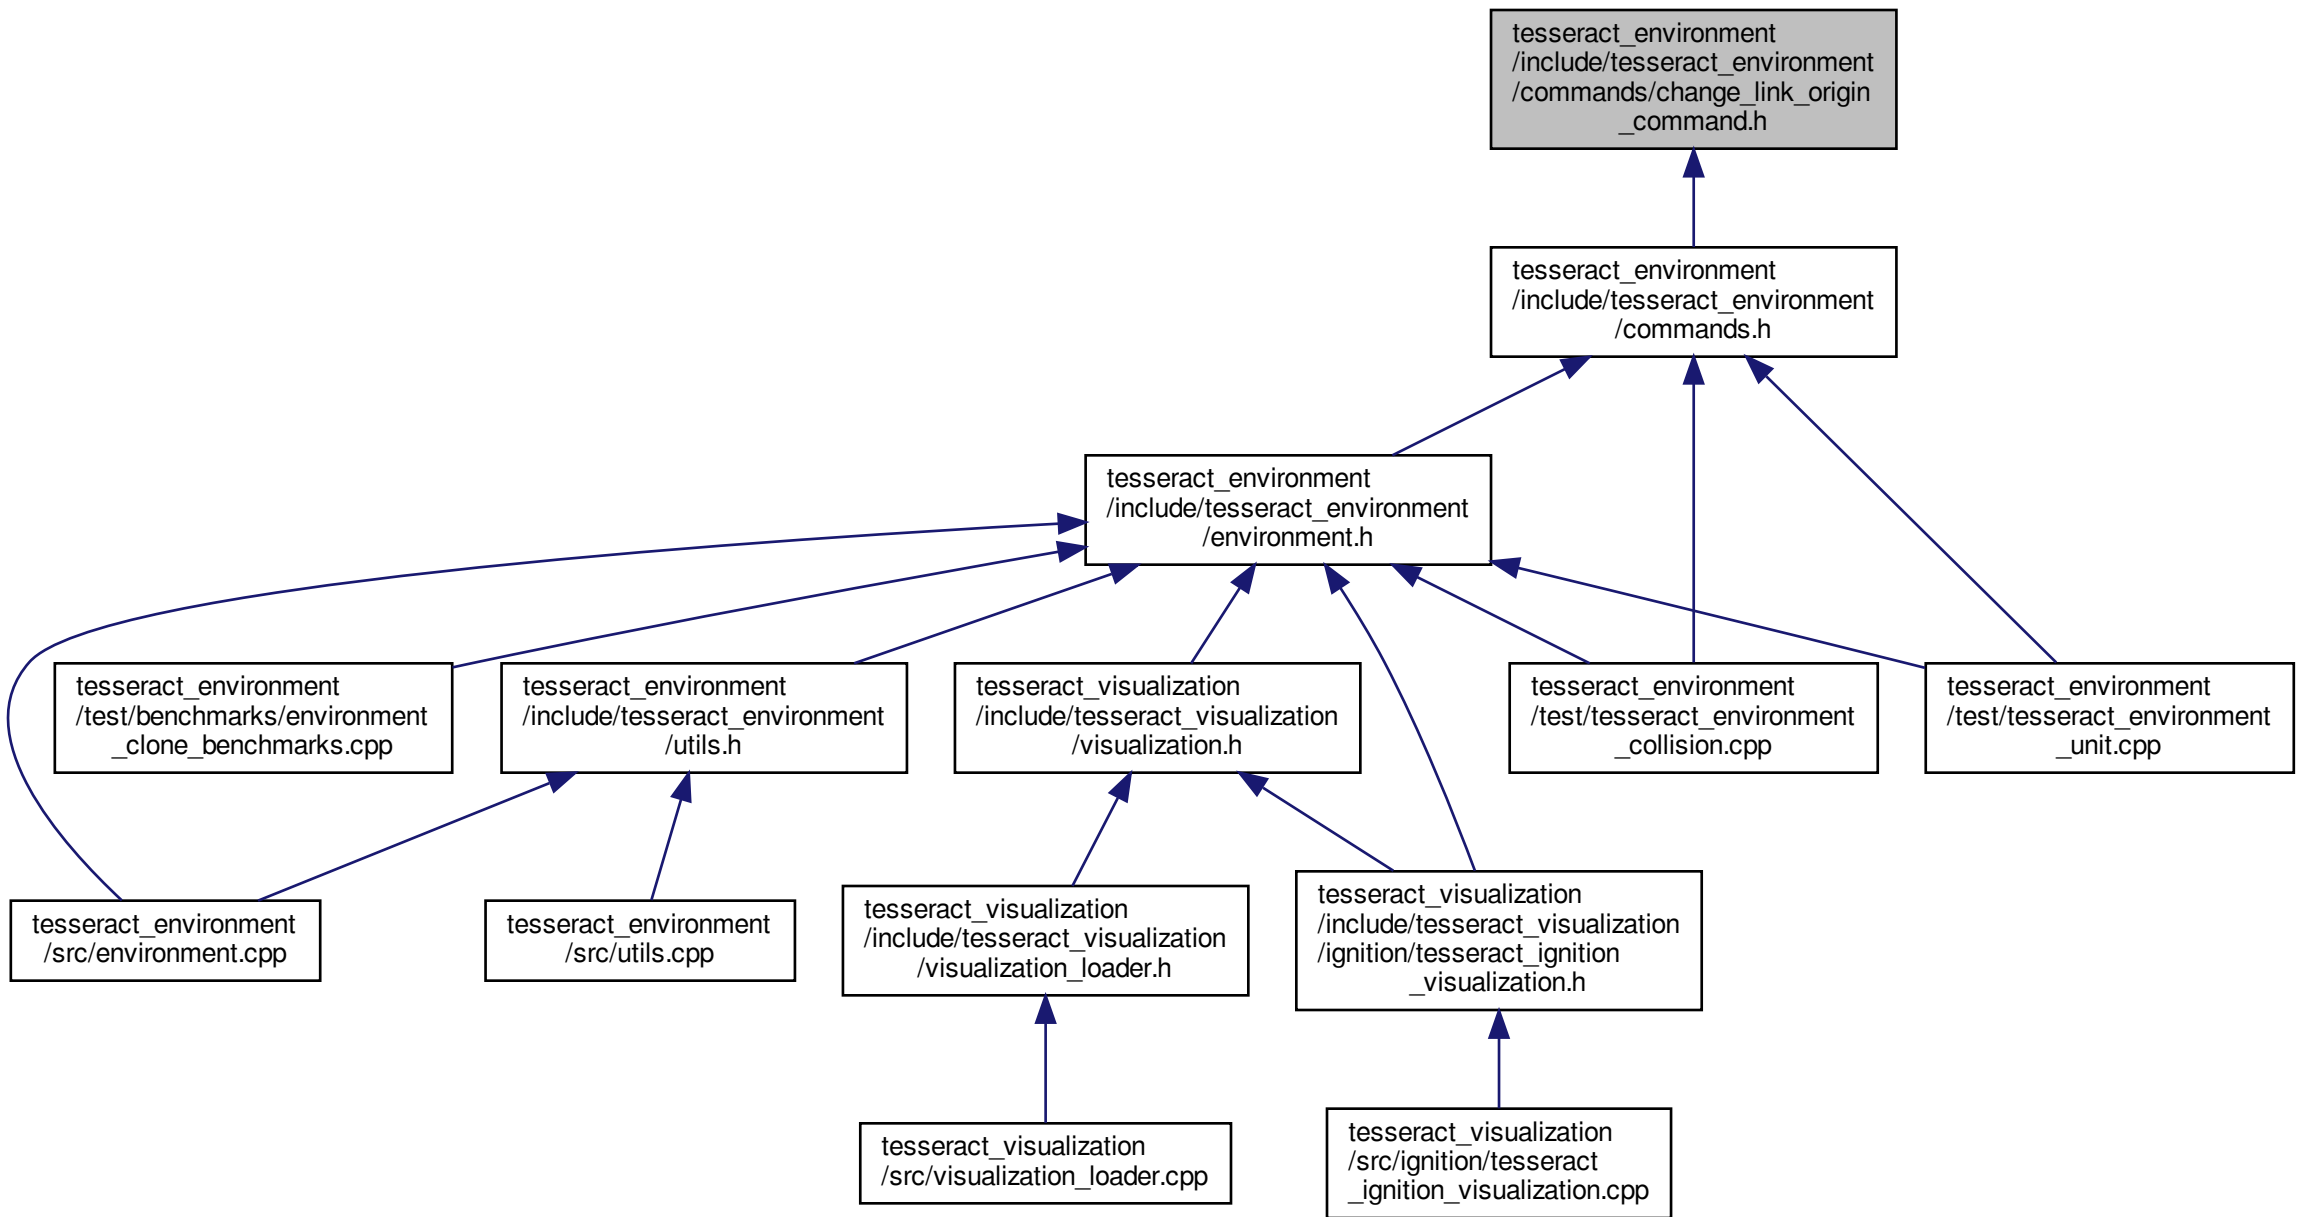 tesseract_environment
/include/tesseract_environment
/commands/change_link_origin
_command.h
tesseract_environment
/include/tesseract_environment
/commands.h
tesseract_environment
/include/tesseract_environment
/environment.h
tesseract_environment
/test/benchmarks/environment
_clone_benchmarks.cpp
tesseract_environment
/include/tesseract_environment
/utils.h
tesseract_visualization
/include/tesseract_visualization
/visualization.h
tesseract_environment
/test/tesseract_environment
_collision.cpp
tesseract_environment
/test/tesseract_environment
_unit.cpp
tesseract_environment
/src/environment.cpp
tesseract_environment
/src/utils.cpp
tesseract_visualization
/include/tesseract_visualization
/visualization_loader.h
tesseract_visualization
/include/tesseract_visualization
/ignition/tesseract_ignition
_visualization.h
tesseract_visualization
/src/visualization_loader.cpp
tesseract_visualization
/src/ignition/tesseract
_ignition_visualization.cpp